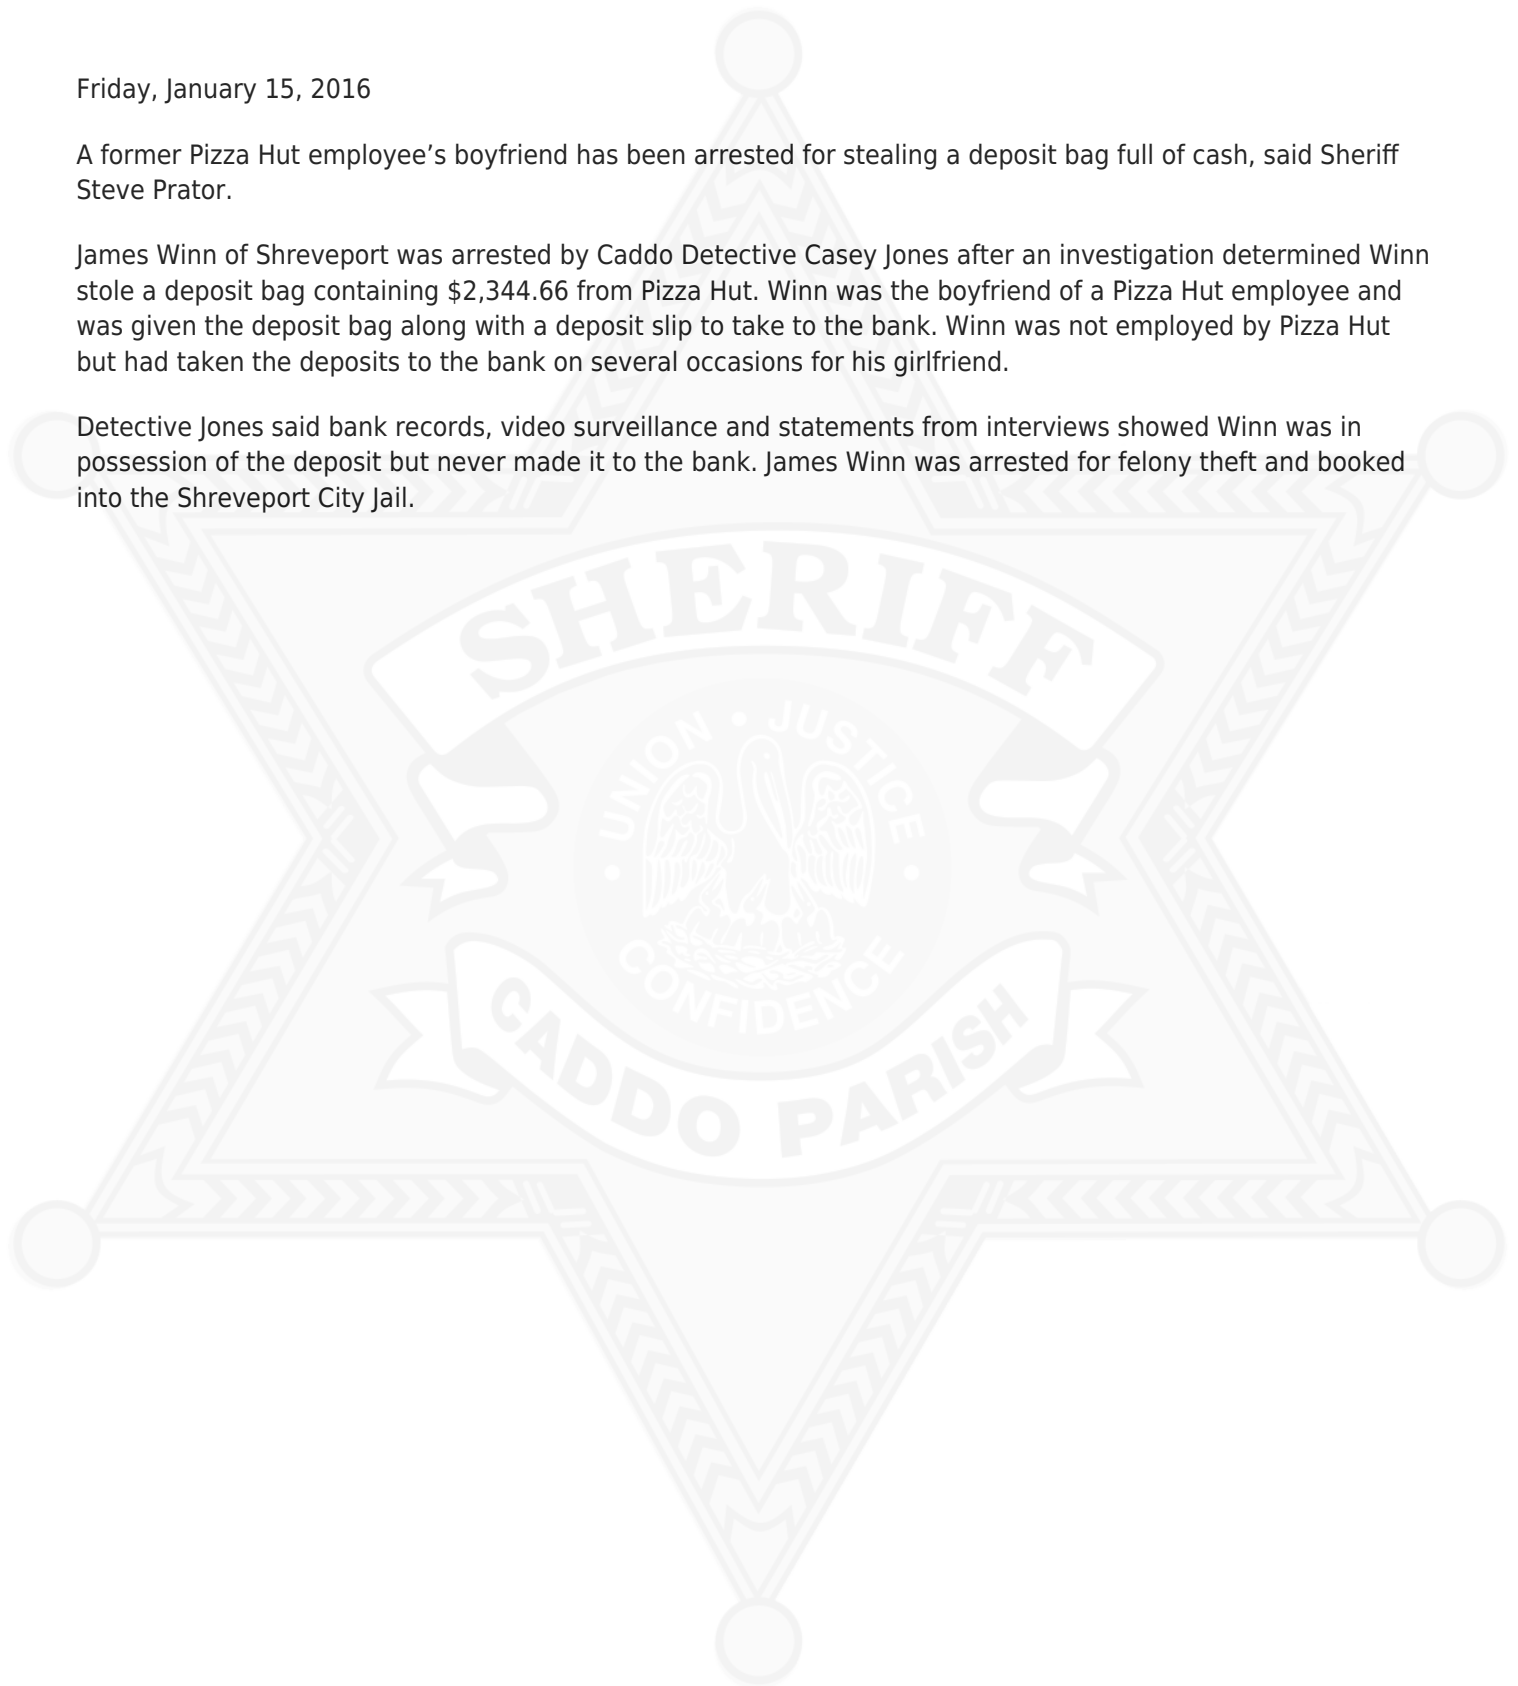 Friday, January 15, 2016
A former Pizza Hut employee’s boyfriend has been arrested for stealing a deposit bag full of cash, said Sheriff
Steve Prator.
James Winn of Shreveport was arrested by Caddo Detective Casey Jones after an investigation determined Winn
stole a deposit bag containing $2,344.66 from Pizza Hut. Winn was the boyfriend of a Pizza Hut employee and
was given the deposit bag along with a deposit slip to take to the bank. Winn was not employed by Pizza Hut
but had taken the deposits to the bank on several occasions for his girlfriend.
Detective Jones said bank records, video surveillance and statements from interviews showed Winn was in
possession of the deposit but never made it to the bank. James Winn was arrested for felony theft and booked
into the Shreveport City Jail.
SHERIFF
UNION • JUSTICE
• CONFIDENCE •
CADDO PARISH